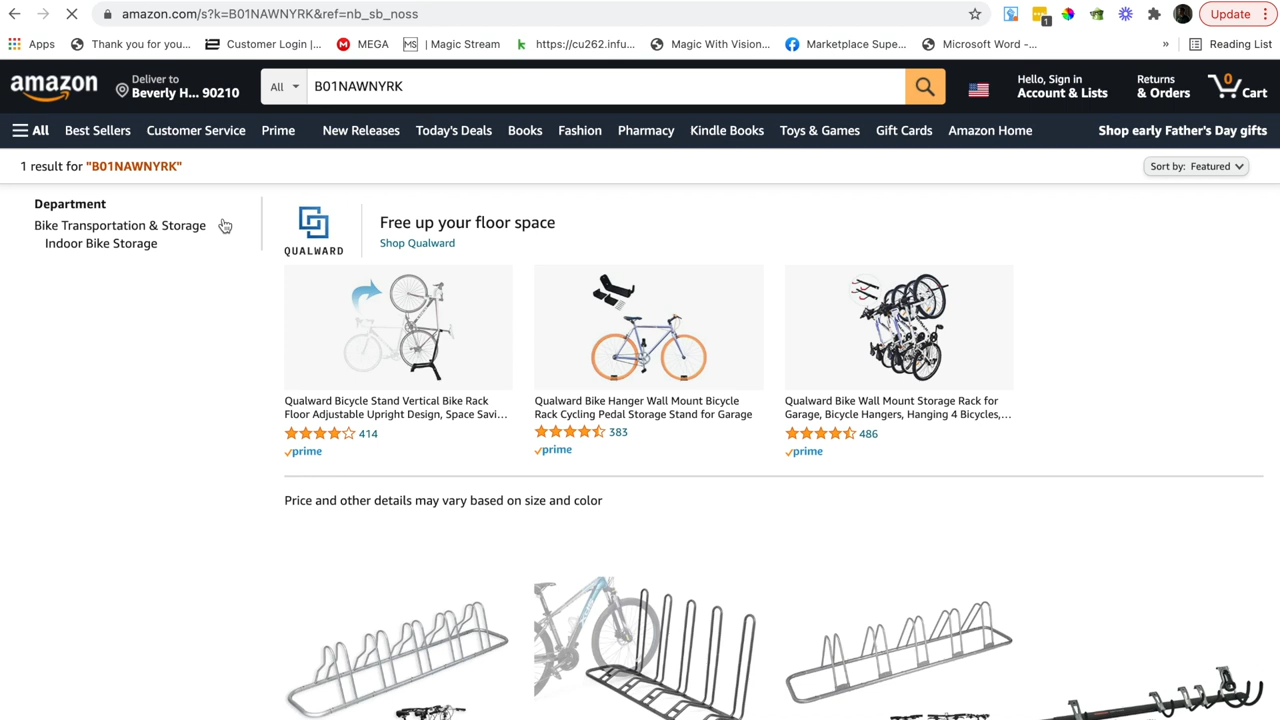 amazon.com/s?k=B01NAWNYRK&ref=nb_sb_noss
1
Update
Apps
Thank you for you...
Customer Login |...
MEGA
MS
| Magic Stream
https://cu262.infu...
Magic With Vision...
Marketplace Supe...
Microsoft Word -...
»
Reading List
amazon
Deliver to
Beverly H... 90210
All
B01NAWNYRK
Hello, Sign in
Account & Lists
Returns
& Orders
0
Cart
All
Best Sellers
Customer Service
Prime
New Releases
Today's Deals
Books
Fashion
Pharmacy
Kindle Books
Toys & Games
Gift Cards
Amazon Home
Shop early Father's Day gifts
1 result for "B01NAWNYRK"
Sort by: Featured
Department
Bike Transportation & Storage
Indoor Bike Storage
QUALWARD
Free up your floor space
Shop Qualward
Qualward Bicycle Stand Vertical Bike Rack
Floor Adjustable Upright Design, Space Savi...
414
prime
Qualward Bike Hanger Wall Mount Bicycle
Rack Cycling Pedal Storage Stand for Garage
383
prime
Qualward Bike Wall Mount Storage Rack for
Garage, Bicycle Hangers, Hanging 4 Bicycles,...
486
prime
Price and other details may vary based on size and color